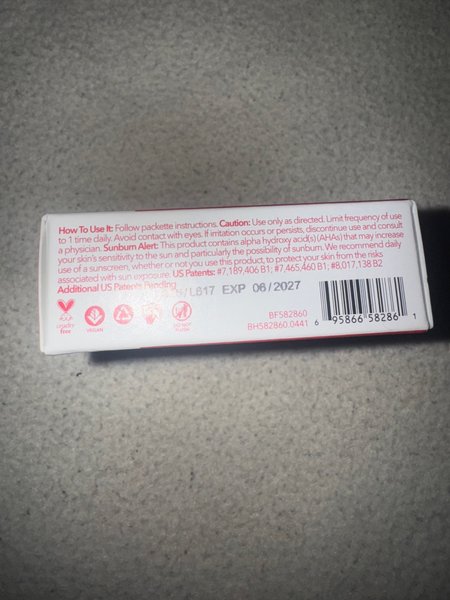 How To Use It: Follow packette instructions. Caution: Use only as directed. Limit frequency of use
to 1 time daily. Avoid contact with eyes. If irritation occurs or persists, discontinue use and consult
a physician. Sunburn Alert: This product contains alpha hydroxy acid(s) (AHAs) that may increase
your skin's sensitivity to the sun and particularly the possibility of sunburn. We recommend daily
use of a sunscreen, whether or not you use this product, to protect your skin from the risks
associated with sun exposure. US Patents: #7,189,406 B1; #7,465,460 B1; #8,017,138 B2
Additional US Patents Pending
L617 EXP 06/2027
cruelty
free
VEGAN
DO NOT
FLUSH
BF582860
BH582860.0441
6 95866 58286 1